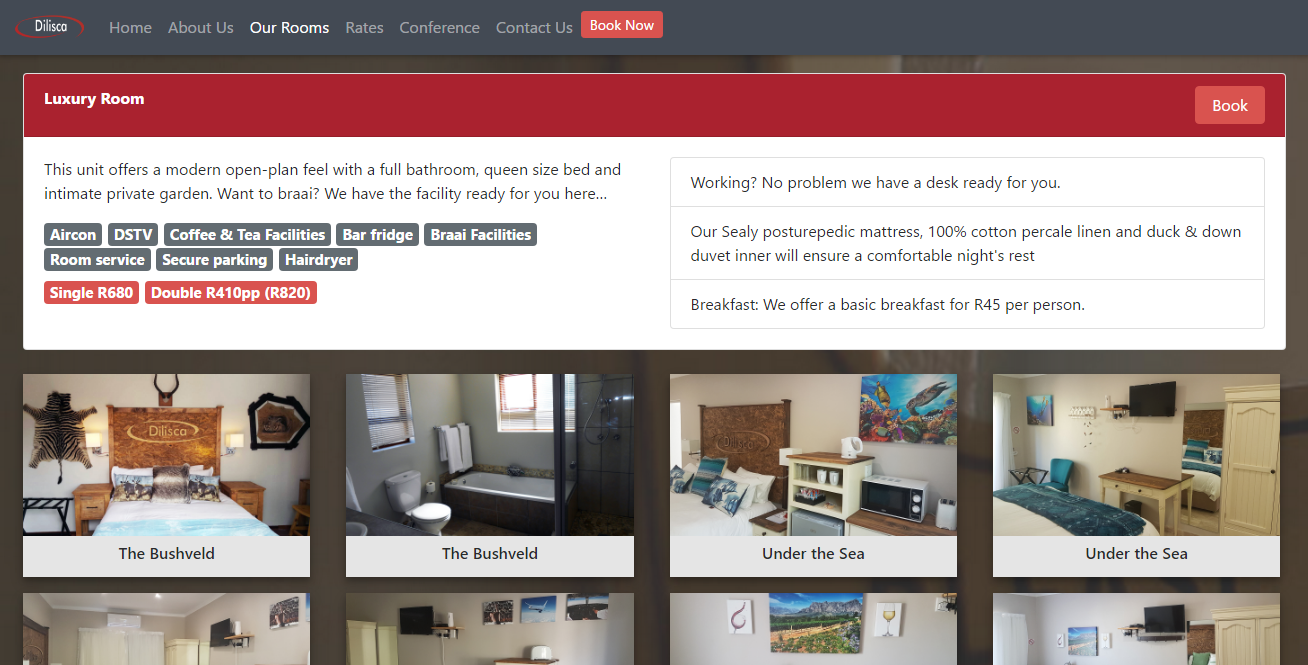 Dilisca
Home About Us Our Rooms Rates Conference Contact Us Book Now
Luxury Room
Book
This unit offers a modern open-plan feel with a full bathroom, queen size bed and
intimate private garden. Want to braai? We have the facility ready for you here...
Aircon DSTV Coffee & Tea Facilities Bar fridge Braai Facilities
Room service Secure parking Hairdryer
Single R680 Double R410pp (R820)
Working? No problem we have a desk ready for you.
Our Sealy posturepedic mattress, 100% cotton percale linen and duck & down
duvet inner will ensure a comfortable night's rest
Breakfast: We offer a basic breakfast for R45 per person.
Dilisca
Dilisca
The Bushveld
The Bushveld
Under the Sea
Under the Sea